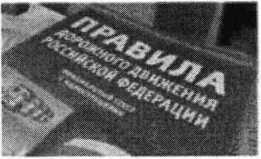 ПРАВИЛА
ДОРОЖНОГО ДВИЖЕНИЯ
РОССИЙСКОЙ ФЕДЕРАЦИИ